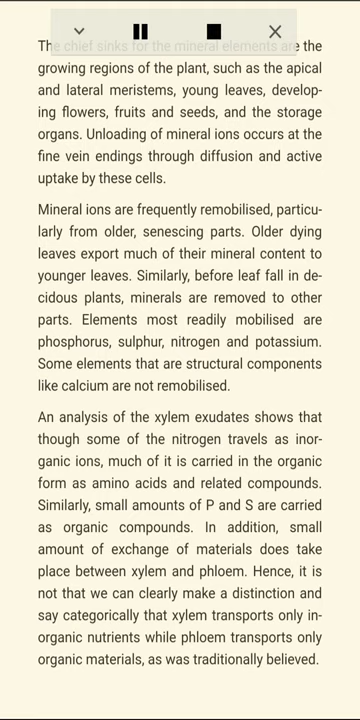 The chief sinks for the mineral elements are the
growing regions of the plant, such as the apical
and lateral meristems, young leaves, develop-
ing flowers, fruits and seeds, and the storage
organs. Unloading of mineral ions occurs at the
fine vein endings through diffusion and active
uptake by these cells.
Mineral ions are frequently remobilised, particu-
larly from older, senescing parts. Older dying
leaves export much of their mineral content to
younger leaves. Similarly, before leaf fall in de-
cidous plants, minerals are removed to other
parts. Elements most readily mobilised are
phosphorus, sulphur, nitrogen and potassium.
Some elements that are structural components
like calcium are not remobilised.
An analysis of the xylem exudates shows that
though some of the nitrogen travels as inor-
ganic ions, much of it is carried in the organic
form as amino acids and related compounds.
Similarly, small amounts of P and S are carried
as organic compounds. In addition, small
amount of exchange of materials does take
place between xylem and phloem. Hence, it is
not that we can clearly make a distinction and
say categorically that xylem transports only in-
organic nutrients while phloem transports only
organic materials, as was traditionally believed.